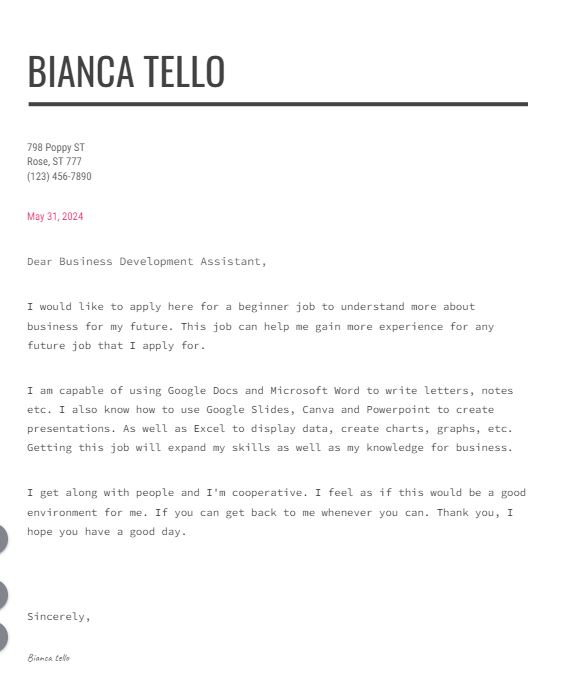 BIANCA TELLO
798 Poppy ST
Rose, ST 777
(123) 456-7890
May 31, 2024
Dear Business Development Assistant,
I would like to apply here for a beginner job to understand more about
business for my future. This job can help me gain more experience for any
future job that I apply for.
I am capable of using Google Docs and Microsoft Word to write letters, notes
etc. I also know how to use Google Slides, Canva and Powerpoint to create
presentations. As well as Excel to display data, create charts, graphs, etc.
Getting this job will expand my skills as well as my knowledge for business.
I get along with people and I'm cooperative. I feel as if this would be a good
environment for me. If you can get back to me whenever you can. Thank you, I
hope you have a good day.
Sincerely,
Bianca tello